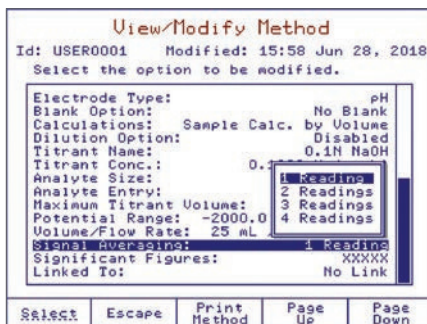 View/Modify Method
Id: USER0001 Modified: 15:58 Jun 28, 2018
Select the option to be modified.
Electrode Type: pH
Blank Option: No Blank
Calculations: Sample Calc. by Volume
Dilution Option: Disabled
Titrant Name: 0.1N NaOH
Titrant Conc.:
Analyte Size: 1 Reading
Analyte Entry: 2 Readings
Maximum Titrant Volume: 3 Readings
Potential Range: -2000.0 4 Readings
Volume/Flow Rate: 25 mL
Signal Averaging: 1 Reading
Significant Figures: XXXXX
Linked To: No Link
Select Escape Print Method Page Up Page Down